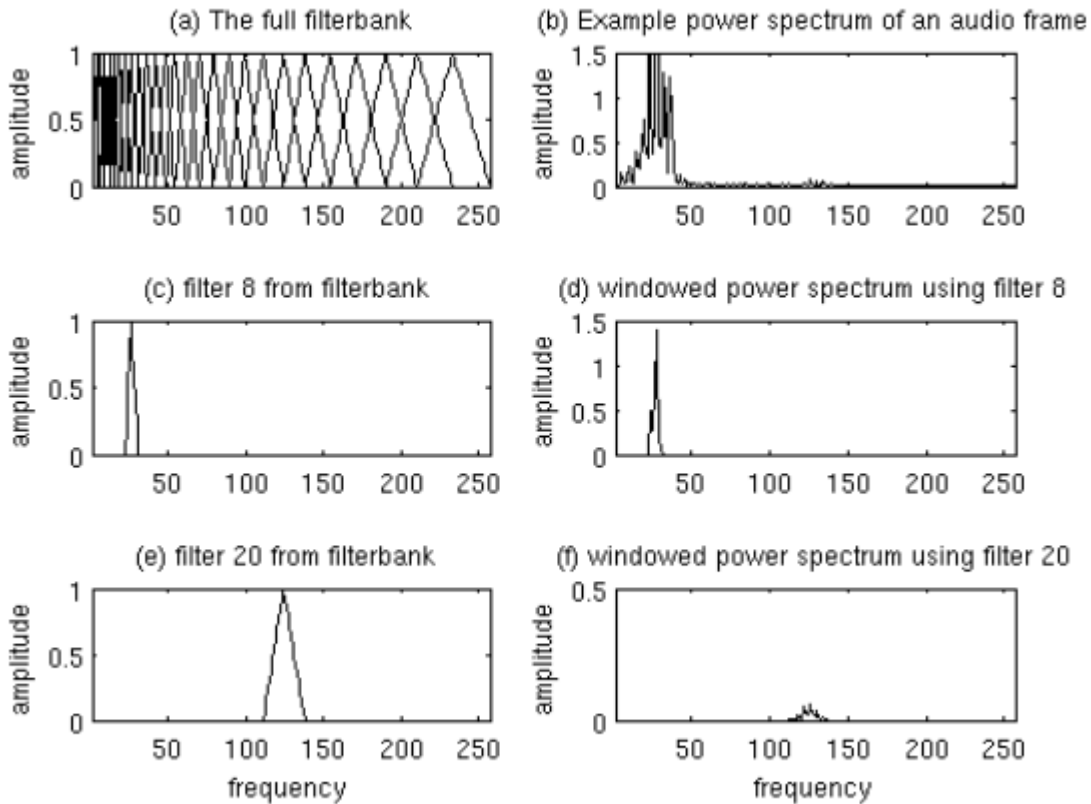 (a) The full filterbank
amplitude
1
0.5
0
50 100 150 200 250
(b) Example power spectrum of an audio frame
amplitude
1.5
1
0.5
0
50 100 150 200 250
(c) filter 8 from filterbank
amplitude
1
0.5
0
50 100 150 200 250
(d) windowed power spectrum using filter 8
amplitude
1.5
1
0.5
0
50 100 150 200 250
(e) filter 20 from filterbank
amplitude
1
0.5
0
50 100 150 200 250
frequency
(f) windowed power spectrum using filter 20
amplitude
0.5
0
50 100 150 200 250
frequency